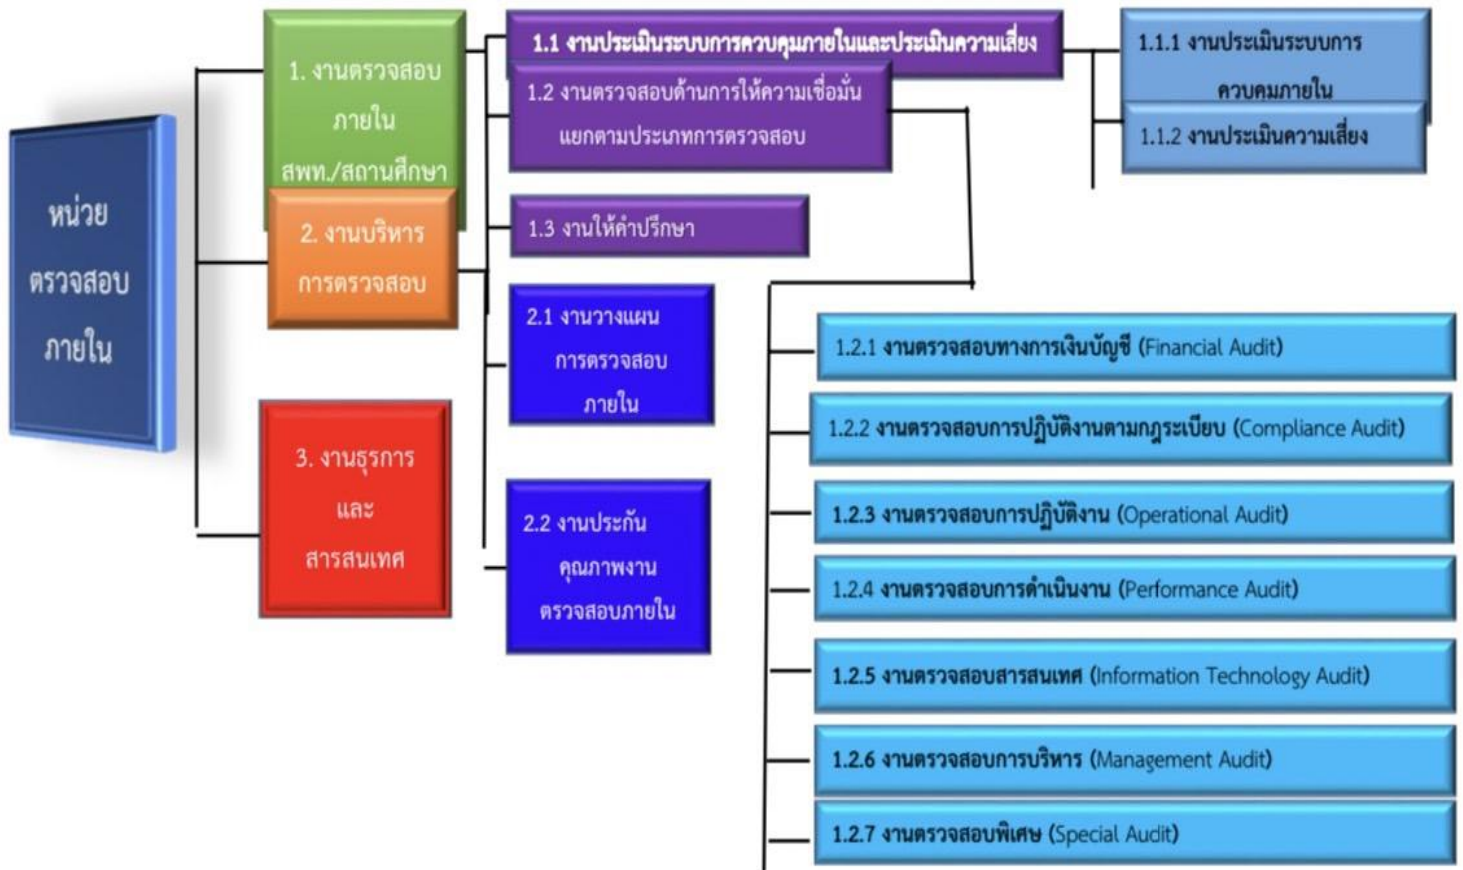 หน่วย
ตรวจสอบ
ภายใน
1. งานตรวจสอบ
ภายใน
สพท./สถานศึกษา
2. งานบริหาร
การตรวจสอบ
3. งานธุรการ
และ
สารสนเทศ
1.1 งานประเมินระบบการควบคุมภายในและประเมินความเสี่ยง
1.2 งานตรวจสอบด้านการให้ความเชื่อมั่น
แยกตามประเภทการตรวจสอบ
1.3 งานให้คำปรึกษา
2.1 งานวางแผน
การตรวจสอบ
ภายใน
2.2 งานประกัน
คุณภาพงาน
ตรวจสอบภายใน
1.1.1 งานประเมินระบบการ
ควบคุมภายใน
1.1.2 งานประเมินความเสี่ยง
1.2.1 งานตรวจสอบทางการเงินบัญชี (Financial Audit)
1.2.2 งานตรวจสอบการปฏิบัติงานตามกฎระเบียบ (Compliance Audit)
1.2.3 งานตรวจสอบการปฏิบัติงาน (Operational Audit)
1.2.4 งานตรวจสอบการดำเนินงาน (Performance Audit)
1.2.5 งานตรวจสอบสารสนเทศ (Information Technology Audit)
1.2.6 งานตรวจสอบการบริหาร (Management Audit)
1.2.7 งานตรวจสอบพิเศษ (Special Audit)